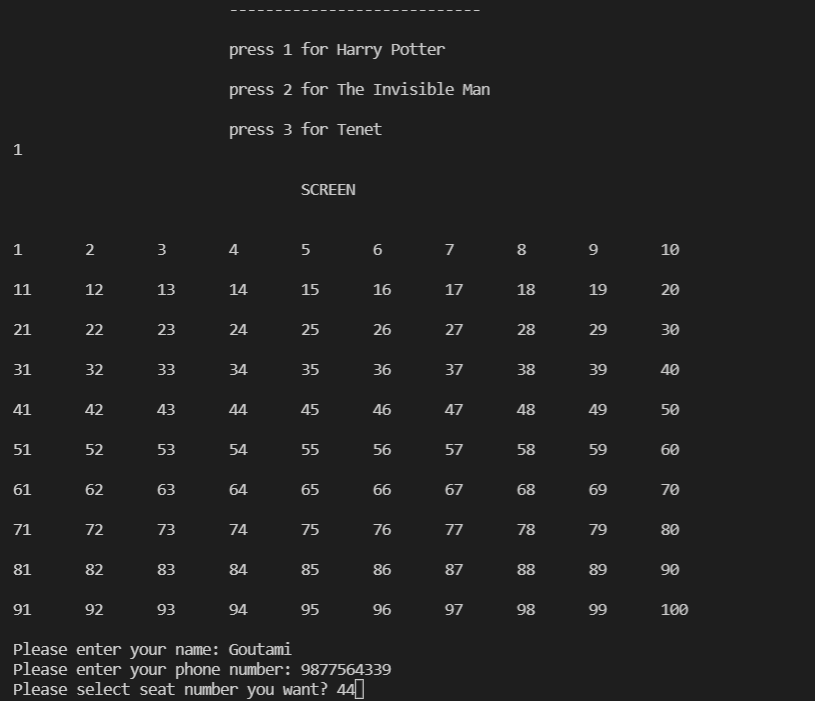 ----------------------------
press 1 for Harry Potter
press 2 for The Invisible Man
press 3 for Tenet
1
SCREEN
1 2 3 4 5 6 7 8 9 10
11 12 13 14 15 16 17 18 19 20
21 22 23 24 25 26 27 28 29 30
31 32 33 34 35 36 37 38 39 40
41 42 43 44 45 46 47 48 49 50
51 52 53 54 55 56 57 58 59 60
61 62 63 64 65 66 67 68 69 70
71 72 73 74 75 76 77 78 79 80
81 82 83 84 85 86 87 88 89 90
91 92 93 94 95 96 97 98 99 100
Please enter your name: Goutami
Please enter your phone number: 9877564339
Please select seat number you want? 44